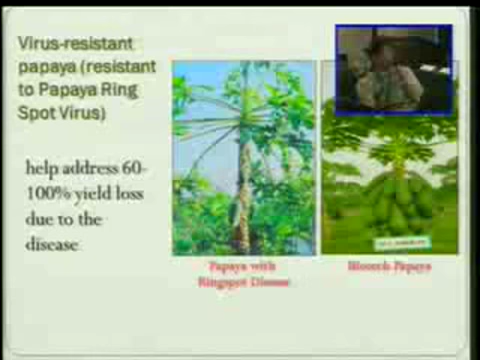 Virus-resistant
papaya (resistant
to Papaya Ring
Spot Virus)
help address 60-
100% yield loss
due to the
disease
Papaya with
Ringspot Disease
Biotech Papaya